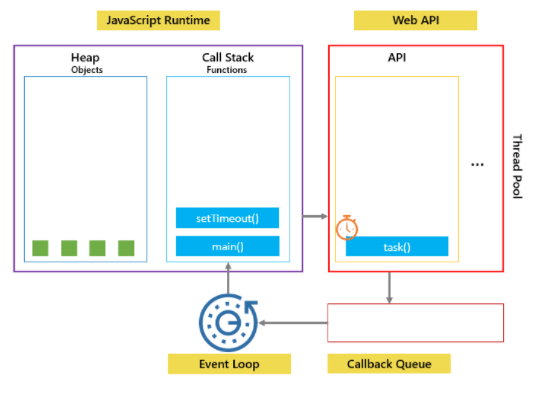 JavaScript Runtime
Web API
Heap
Objects
Call Stack
Functions
API
...
Thread Pool
setTimeout()
main()
task()
Event Loop
Callback Queue